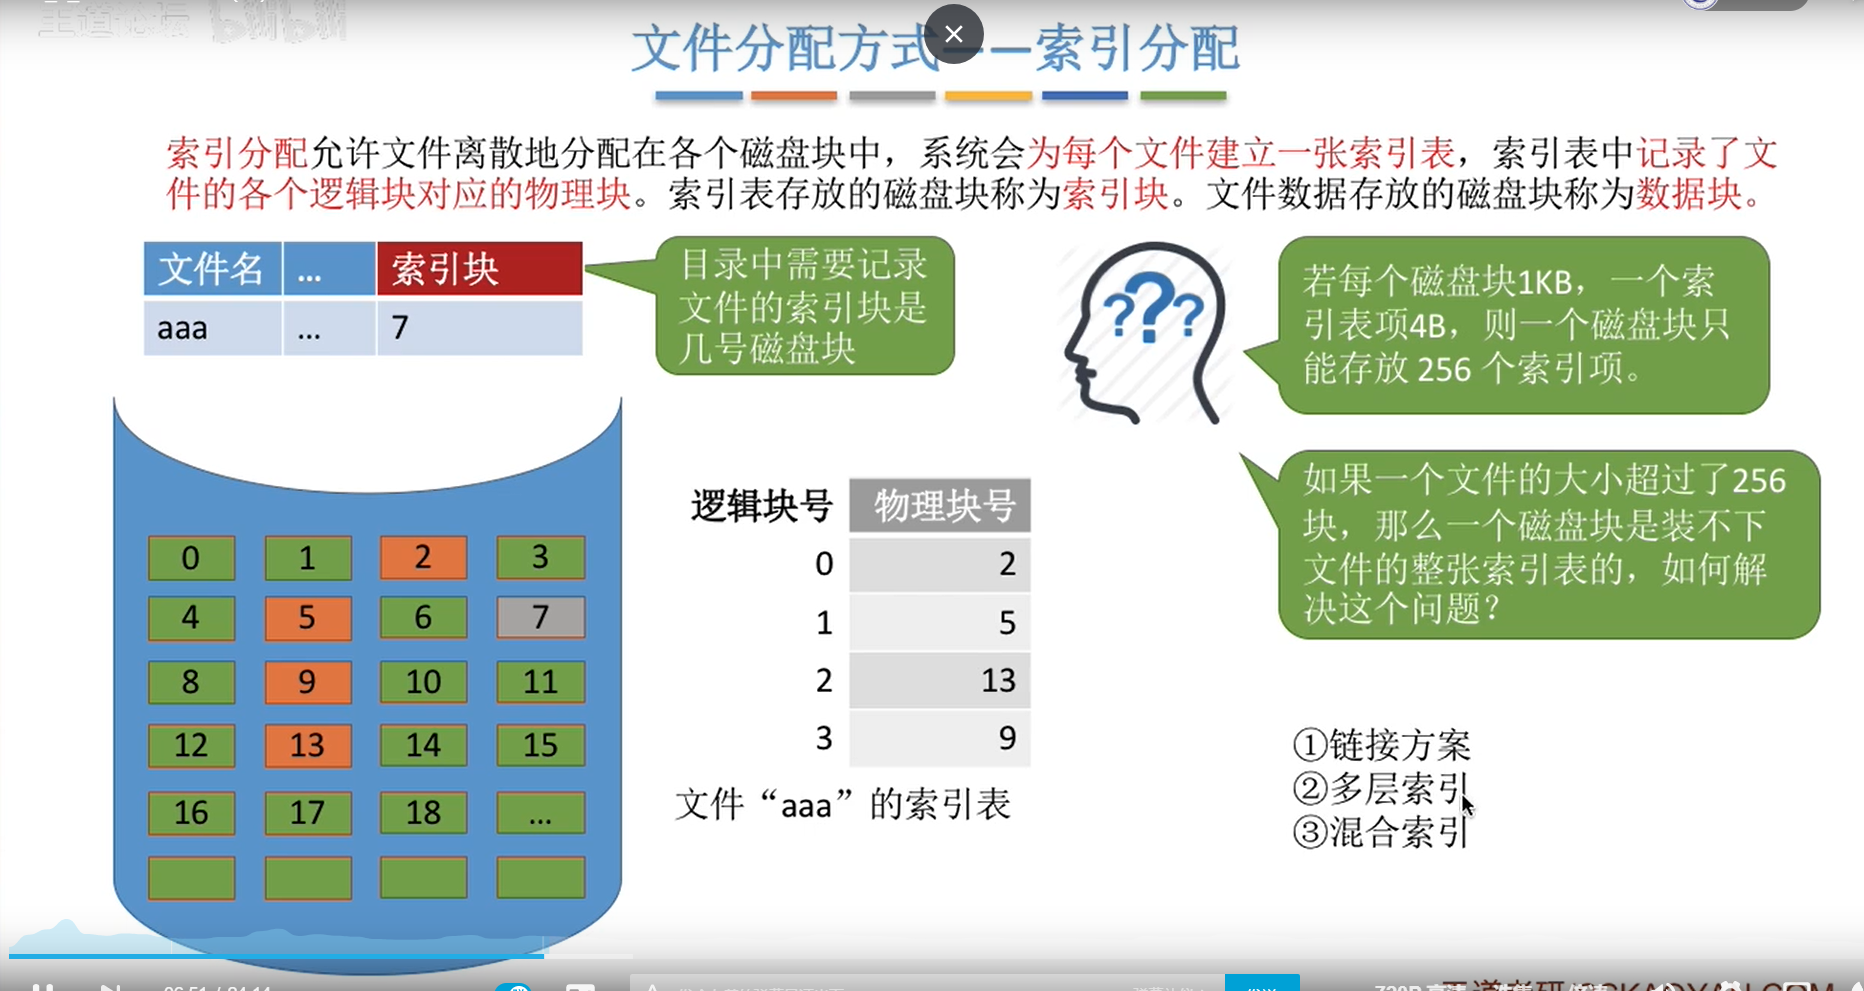 王道论坛 bilibili
文件分配方式——索引分配
索引分配允许文件离散地分配在各个磁盘块中，系统会为每个文件建立一张索引表，索引表中记录了文
件的各个逻辑块对应的物理块。索引表存放的磁盘块称为索引块。文件数据存放的磁盘块称为数据块。
文件名 ... 索引块
aaa ... 7
目录中需要记录
文件的索引块是
几号磁盘块
???
若每个磁盘块1KB，一个索
引表项4B，则一个磁盘块只
能存放 256 个索引项。
如果一个文件的大小超过了256
块，那么一个磁盘块是装不下
文件的整张索引表的，如何解
决这个问题？
0 1 2 3
4 5 6 7
8 9 10 11
12 13 14 15
16 17 18 ...
逻辑块号 物理块号
0 2
1 5
2 13
3 9
文件“aaa”的索引表
①链接方案
②多层索引
③混合索引